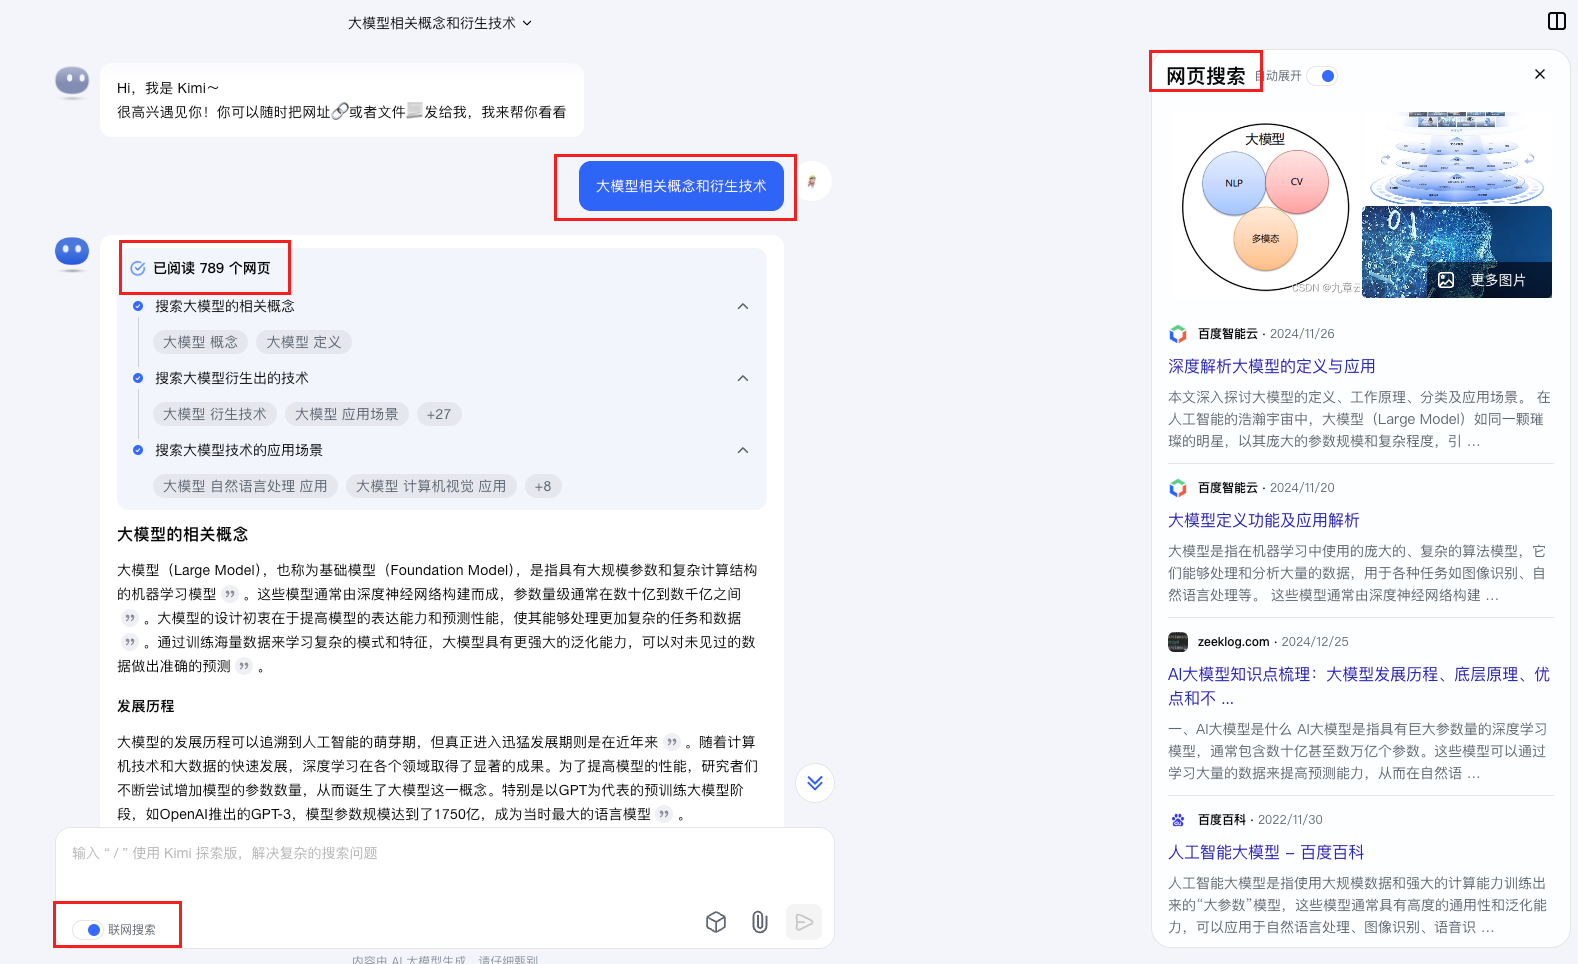 大模型相关概念和衍生技术
Hi，我是 Kimi～
很高兴遇见你！你可以随时把网址🔗或者文件📃发给我，我来帮你看看
大模型相关概念和衍生技术
已阅读 789 个网页
搜索大模型的相关概念
大模型 概念 大模型 定义
搜索大模型衍生出的技术
大模型 衍生技术 大模型 应用场景 +27
搜索大模型技术的应用场景
大模型 自然语言处理 应用 大模型 计算机视觉 应用 +8
大模型的相关概念
大模型（Large Model），也称为基础模型（Foundation Model），是指具有大规模参数和复杂计算结构
的机器学习模型 。这些模型通常由深度神经网络构建而成，参数量级通常在数十亿到数千亿之间
。大模型的设计初衷在于提高模型的表达能力和预测性能，使其能够处理更加复杂的任务和数据
。通过训练海量数据来学习复杂的模式和特征，大模型具有更强大的泛化能力，可以对未见过的数
据做出准确的预测 。
发展历程
大模型的发展历程可以追溯到人工智能的萌芽期，但真正进入迅猛发展期则是在近年来 。随着计算
机技术和大数据的快速发展，深度学习在各个领域取得了显著的成果。为了提高模型的性能，研究者们
不断尝试增加模型的参数数量，从而诞生了大模型这一概念。特别是以GPT为代表的预训练大模型阶
段，如OpenAI推出的GPT-3，模型参数规模达到了1750亿，成为当时最大的语言模型 。
输入 “ / ” 使用 Kimi 探索版，解决复杂的搜索问题
联网搜索
内容由 AI 大模型生成，请仔细甄别
网页搜索 自动展开
大模型
NLP
CV
多模态
CSDN @九章云
更多图片
百度智能云 · 2024/11/26
深度解析大模型的定义与应用
本文深入探讨大模型的定义、工作原理、分类及应用场景。 在
人工智能的浩瀚宇宙中，大模型（Large Model）如同一颗璀
璨的明星，以其庞大的参数规模和复杂程度，引 ...
百度智能云 · 2024/11/20
大模型定义功能及应用解析
大模型是指在机器学习中使用的庞大的、复杂的算法模型，它
们能够处理和分析大量的数据，用于各种任务如图像识别、自
然语言处理等。 这些模型通常由深度神经网络构建 ...
zeeklog.com · 2024/12/25
AI大模型知识点梳理：大模型发展历程、底层原理、优
点和不 ...
一、AI大模型是什么 AI大模型是指具有巨大参数量的深度学习
模型，通常包含数十亿甚至数万亿个参数。这些模型可以通过
学习大量的数据来提高预测能力，从而在自然语 ...
百度百科 · 2022/11/30
人工智能大模型 – 百度百科
人工智能大模型是指使用大规模数据和强大的计算能力训练出
来的“大参数”模型，这些模型通常具有高度的通用性和泛化能
力，可以应用于自然语言处理、图像识别、语音识 ...